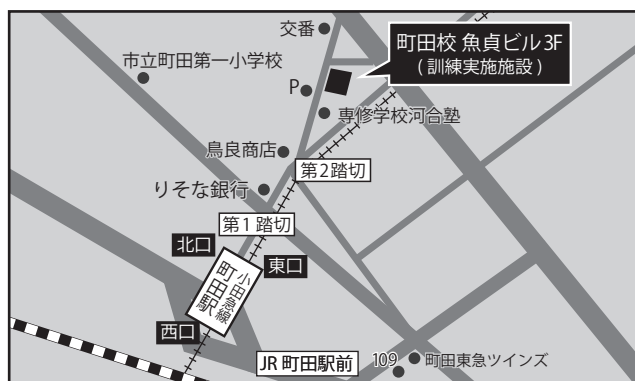 交番
町田校 魚貞ビル3F
(訓練実施施設)
市立町田第一小学校
P
専修学校河合塾
鳥良商店
第2踏切
りそな銀行
第1踏切
北口
東口
小田急線
町田駅
西口
JR町田駅前
109
町田東急ツインズ